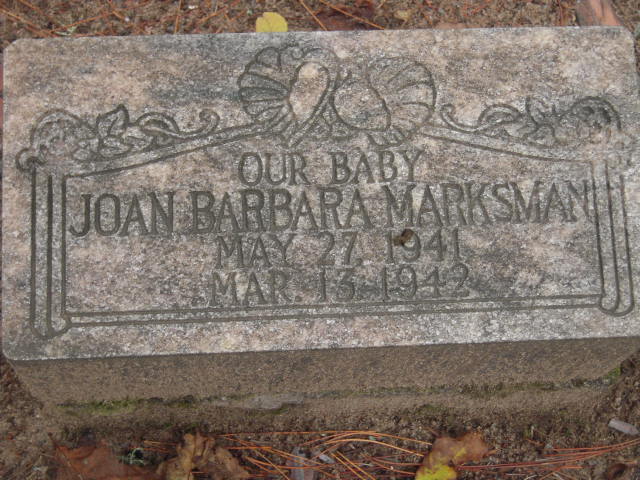 OUR BABY
JOAN BARBARA MARKSMAN
MAY 27, 1941
MAR. 13, 1942